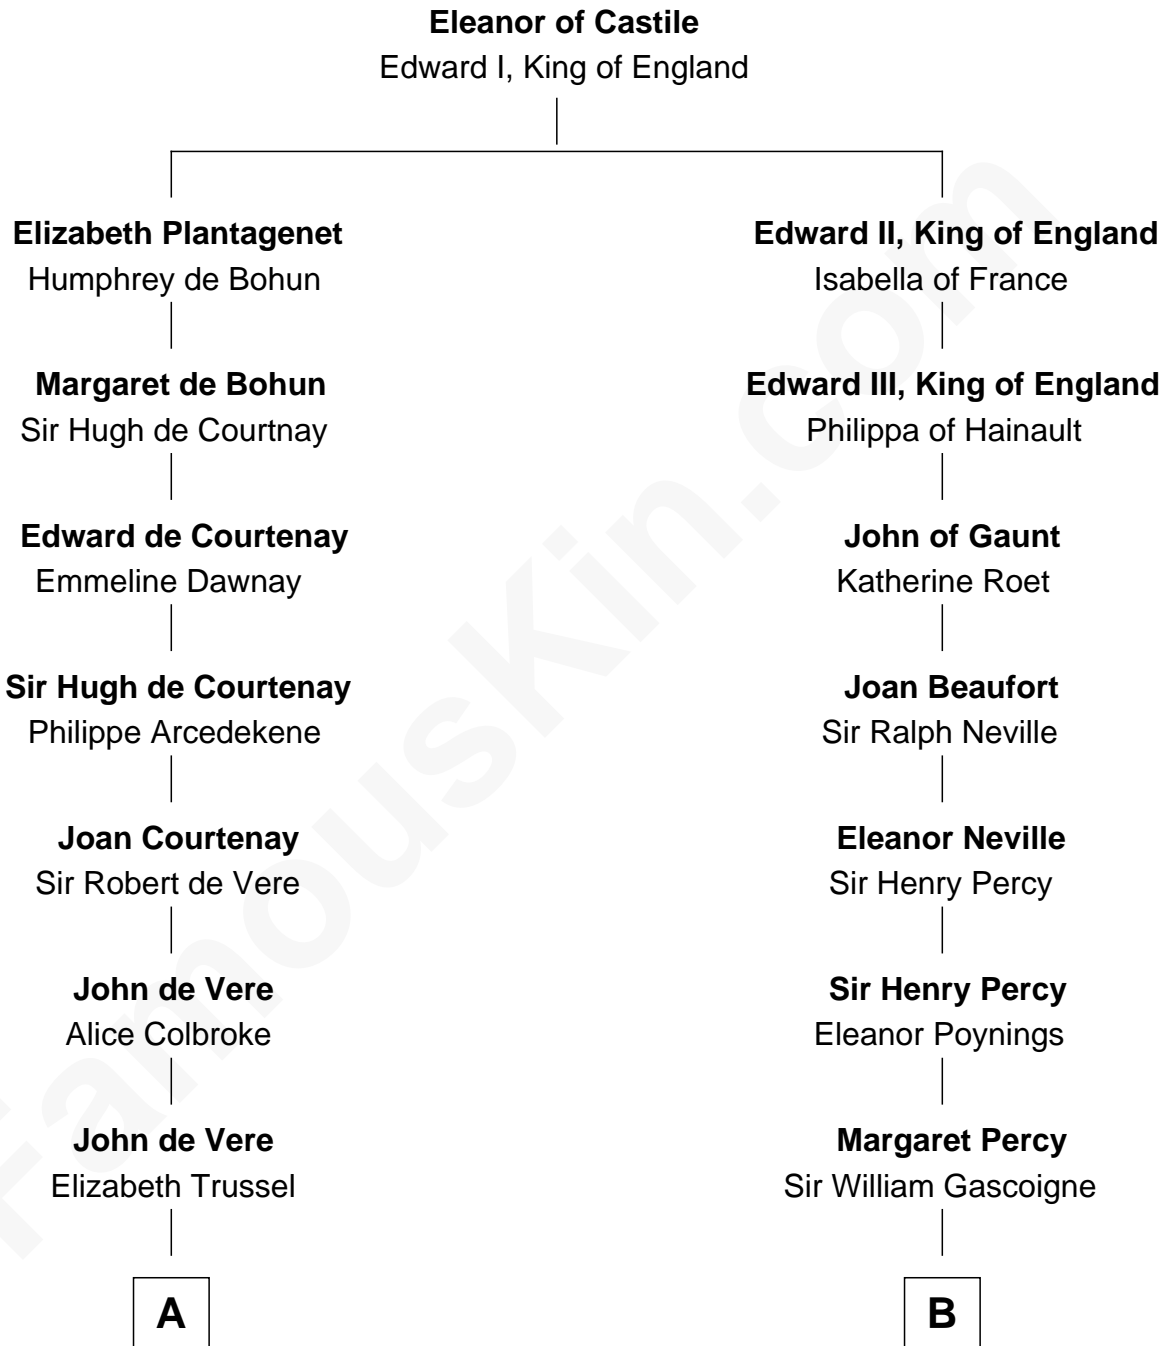 Eleanor of Castile
Edward I, King of England
Elizabeth Plantagenet
Humphrey de Bohun
Edward II, King of England
Isabella of France
Margaret de Bohun
Sir Hugh de Courtnay
Edward III, King of England
Philippa of Hainault
Edward de Courtenay
Emmeline Dawnay
John of Gaunt
Katherine Roet
Sir Hugh de Courtenay
Philippe Arcedekene
Joan Beaufort
Sir Ralph Neville
Joan Courtenay
Sir Robert de Vere
Eleanor Neville
Sir Henry Percy
John de Vere
Alice Colbroke
Sir Henry Percy
Eleanor Poynings
John de Vere
Elizabeth Trussel
Margaret Percy
Sir William Gascoigne
A
B
FamousKin.com